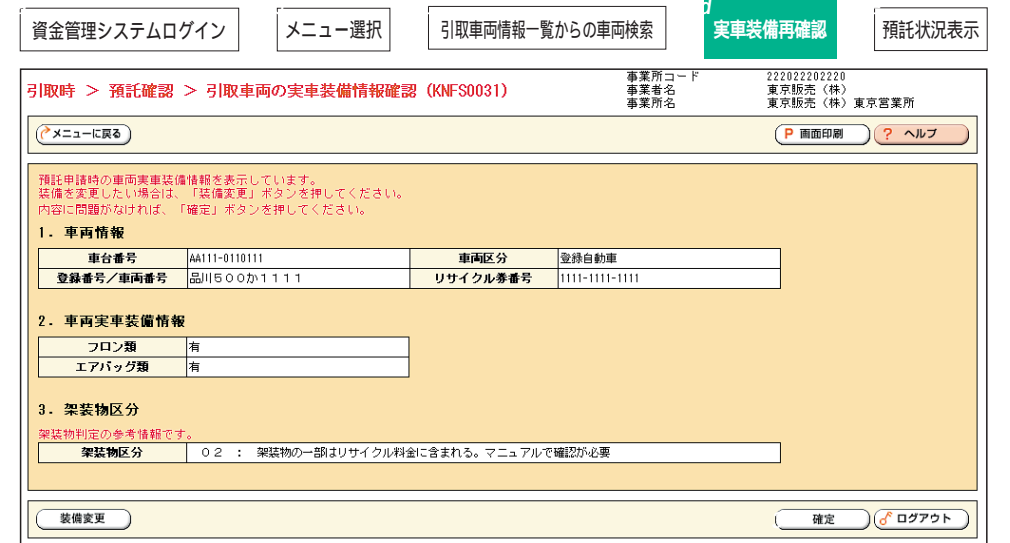 資金管理システムログイン
メニュー選択
引取車両情報一覧からの車両検索
実車装備再確認
預託状況表示
引取時 ＞ 預託確認 ＞ 引取車両の実車装備情報確認（KNFS0031）
事業所コード 222022202220
事業者名 東京販売（株）
事業所名 東京販売（株）東京営業所
メニューに戻る
P 画面印刷
? ヘルプ
預託申請時の車両実車装備情報を表示しています。
装備を変更したい場合は、「装備変更」ボタンを押してください。
内容に問題がなければ、「確定」ボタンを押してください。
1. 車両情報
車台番号 AA111-0110111 車両区分 登録自動車
登録番号／車両番号 品川５００か１１１１ リサイクル券番号 1111-1111-1111
2. 車両実車装備情報
フロン類 有
エアバッグ類 有
3. 架装物区分
架装物判定の参考情報です。
架装物区分 ０２ ： 架装物の一部はリサイクル料金に含まれる。マニュアルで確認が必要
装備変更
確定
ログアウト